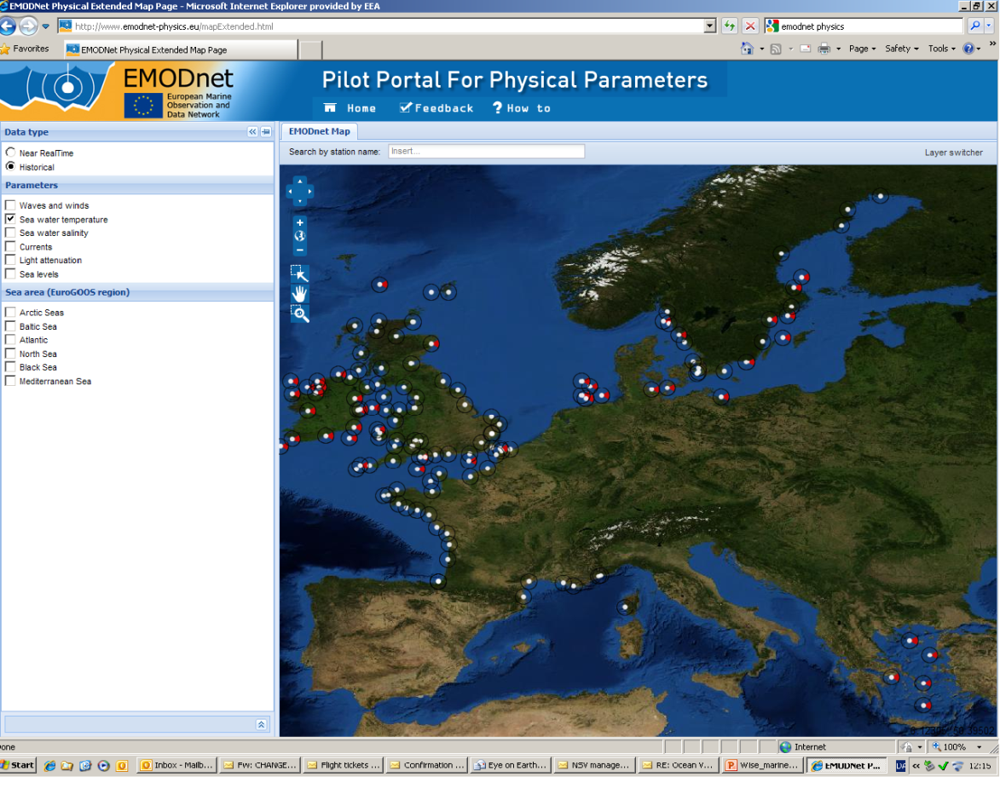 EMODNet Physical Extended Map Page - Microsoft Internet Explorer provided by EEA
http://www.emodnet-physics.eu/mapExtended.html
emodnet physics
Favorites
EMODNet Physical Extended Map Page
Page
Safety
Tools
EMODnet
European Marine
Observation and
Data Network
Pilot Portal For Physical Parameters
Home
Feedback
? How to
Data type
EMODnet Map
Near RealTime
Historical
Search by station name:
Insert...
Layer switcher
Parameters
Waves and winds
Sea water temperature
Sea water salinity
Currents
Light attenuation
Sea levels
Sea area (EuroGOOS region)
Arctic Seas
Baltic Sea
Atlantic
North Sea
Black Sea
Mediterranean Sea
one
Internet
100%
Start
Inbox - Mailb...
FW: CHANGE...
Flight tickets ...
Confirmation ...
Eye on Earth...
NSV manage...
RE: Ocean V...
Wise_marine...
EMODNet P...
12:15